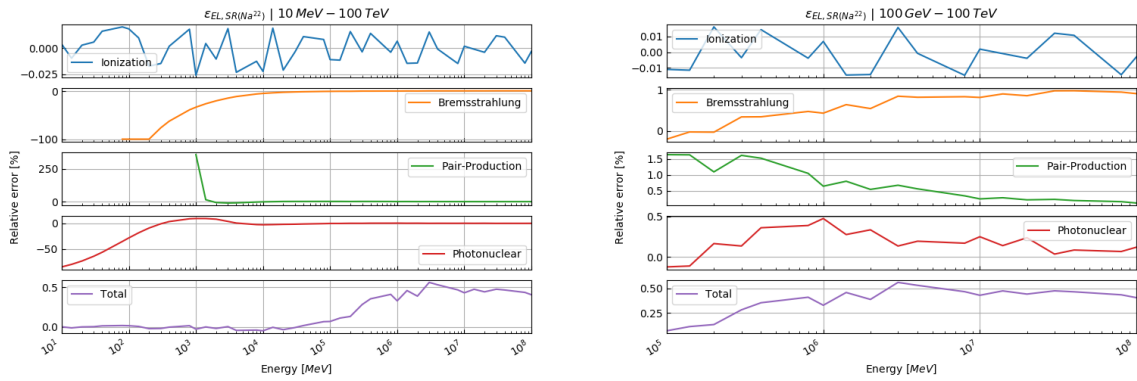 ε_{EL, SR(Na^{22})} | 10 MeV − 100 TeV
0.000
−0.025
Ionization
0
−100
Bremsstrahlung
250
0
Pair-Production
0
−50
Photonuclear
0.5
0.0
Total
Relative error [%]
10^1 10^2 10^3 10^4 10^5 10^6 10^7 10^8
Energy [MeV]
ε_{EL, SR(Na^{22})} | 100 GeV − 100 TeV
0.01
0.00
−0.01
Ionization
1
0
Bremsstrahlung
1.5
1.0
0.5
Pair-Production
0.5
0.0
Photonuclear
0.50
0.25
Total
Relative error [%]
10^5 10^6 10^7 10^8
Energy [MeV]